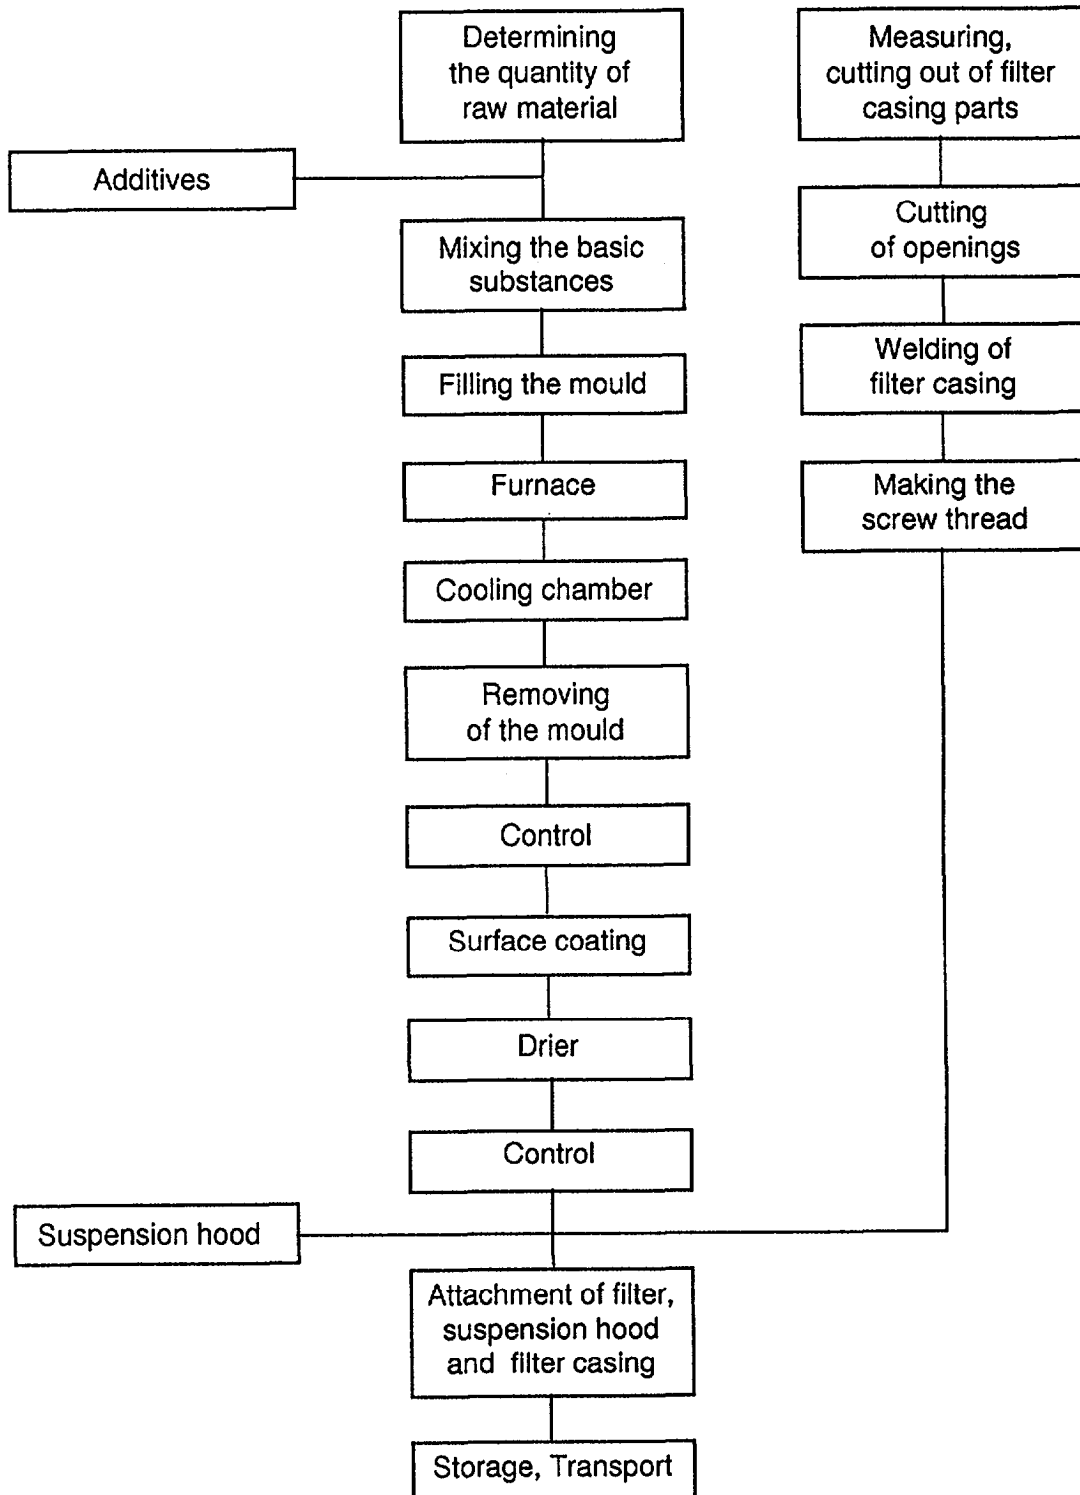 Determining
the quantity of
raw material
Measuring,
cutting out of filter
casing parts
Additives
Cutting
of openings
Mixing the basic
substances
Welding of
filter casing
Filling the mould
Furnace
Making the
screw thread
Cooling chamber
Removing
of the mould
Control
Surface coating
Drier
Control
Suspension hood
Attachment of filter,
suspension hood
and filter casing
Storage, Transport